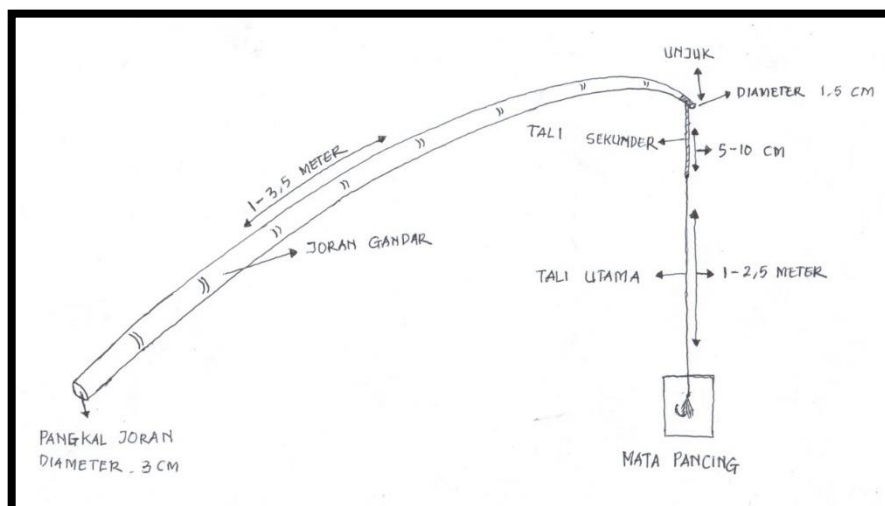 UNJUK
DIAMETER 1,5 CM
TALI SEKUNDER
5-10 CM
1-3,5 METER
JORAN GANDAR
TALI UTAMA
1-2,5 METER
PANGKAL JORAN
DIAMETER. 3 CM
MATA PANCING